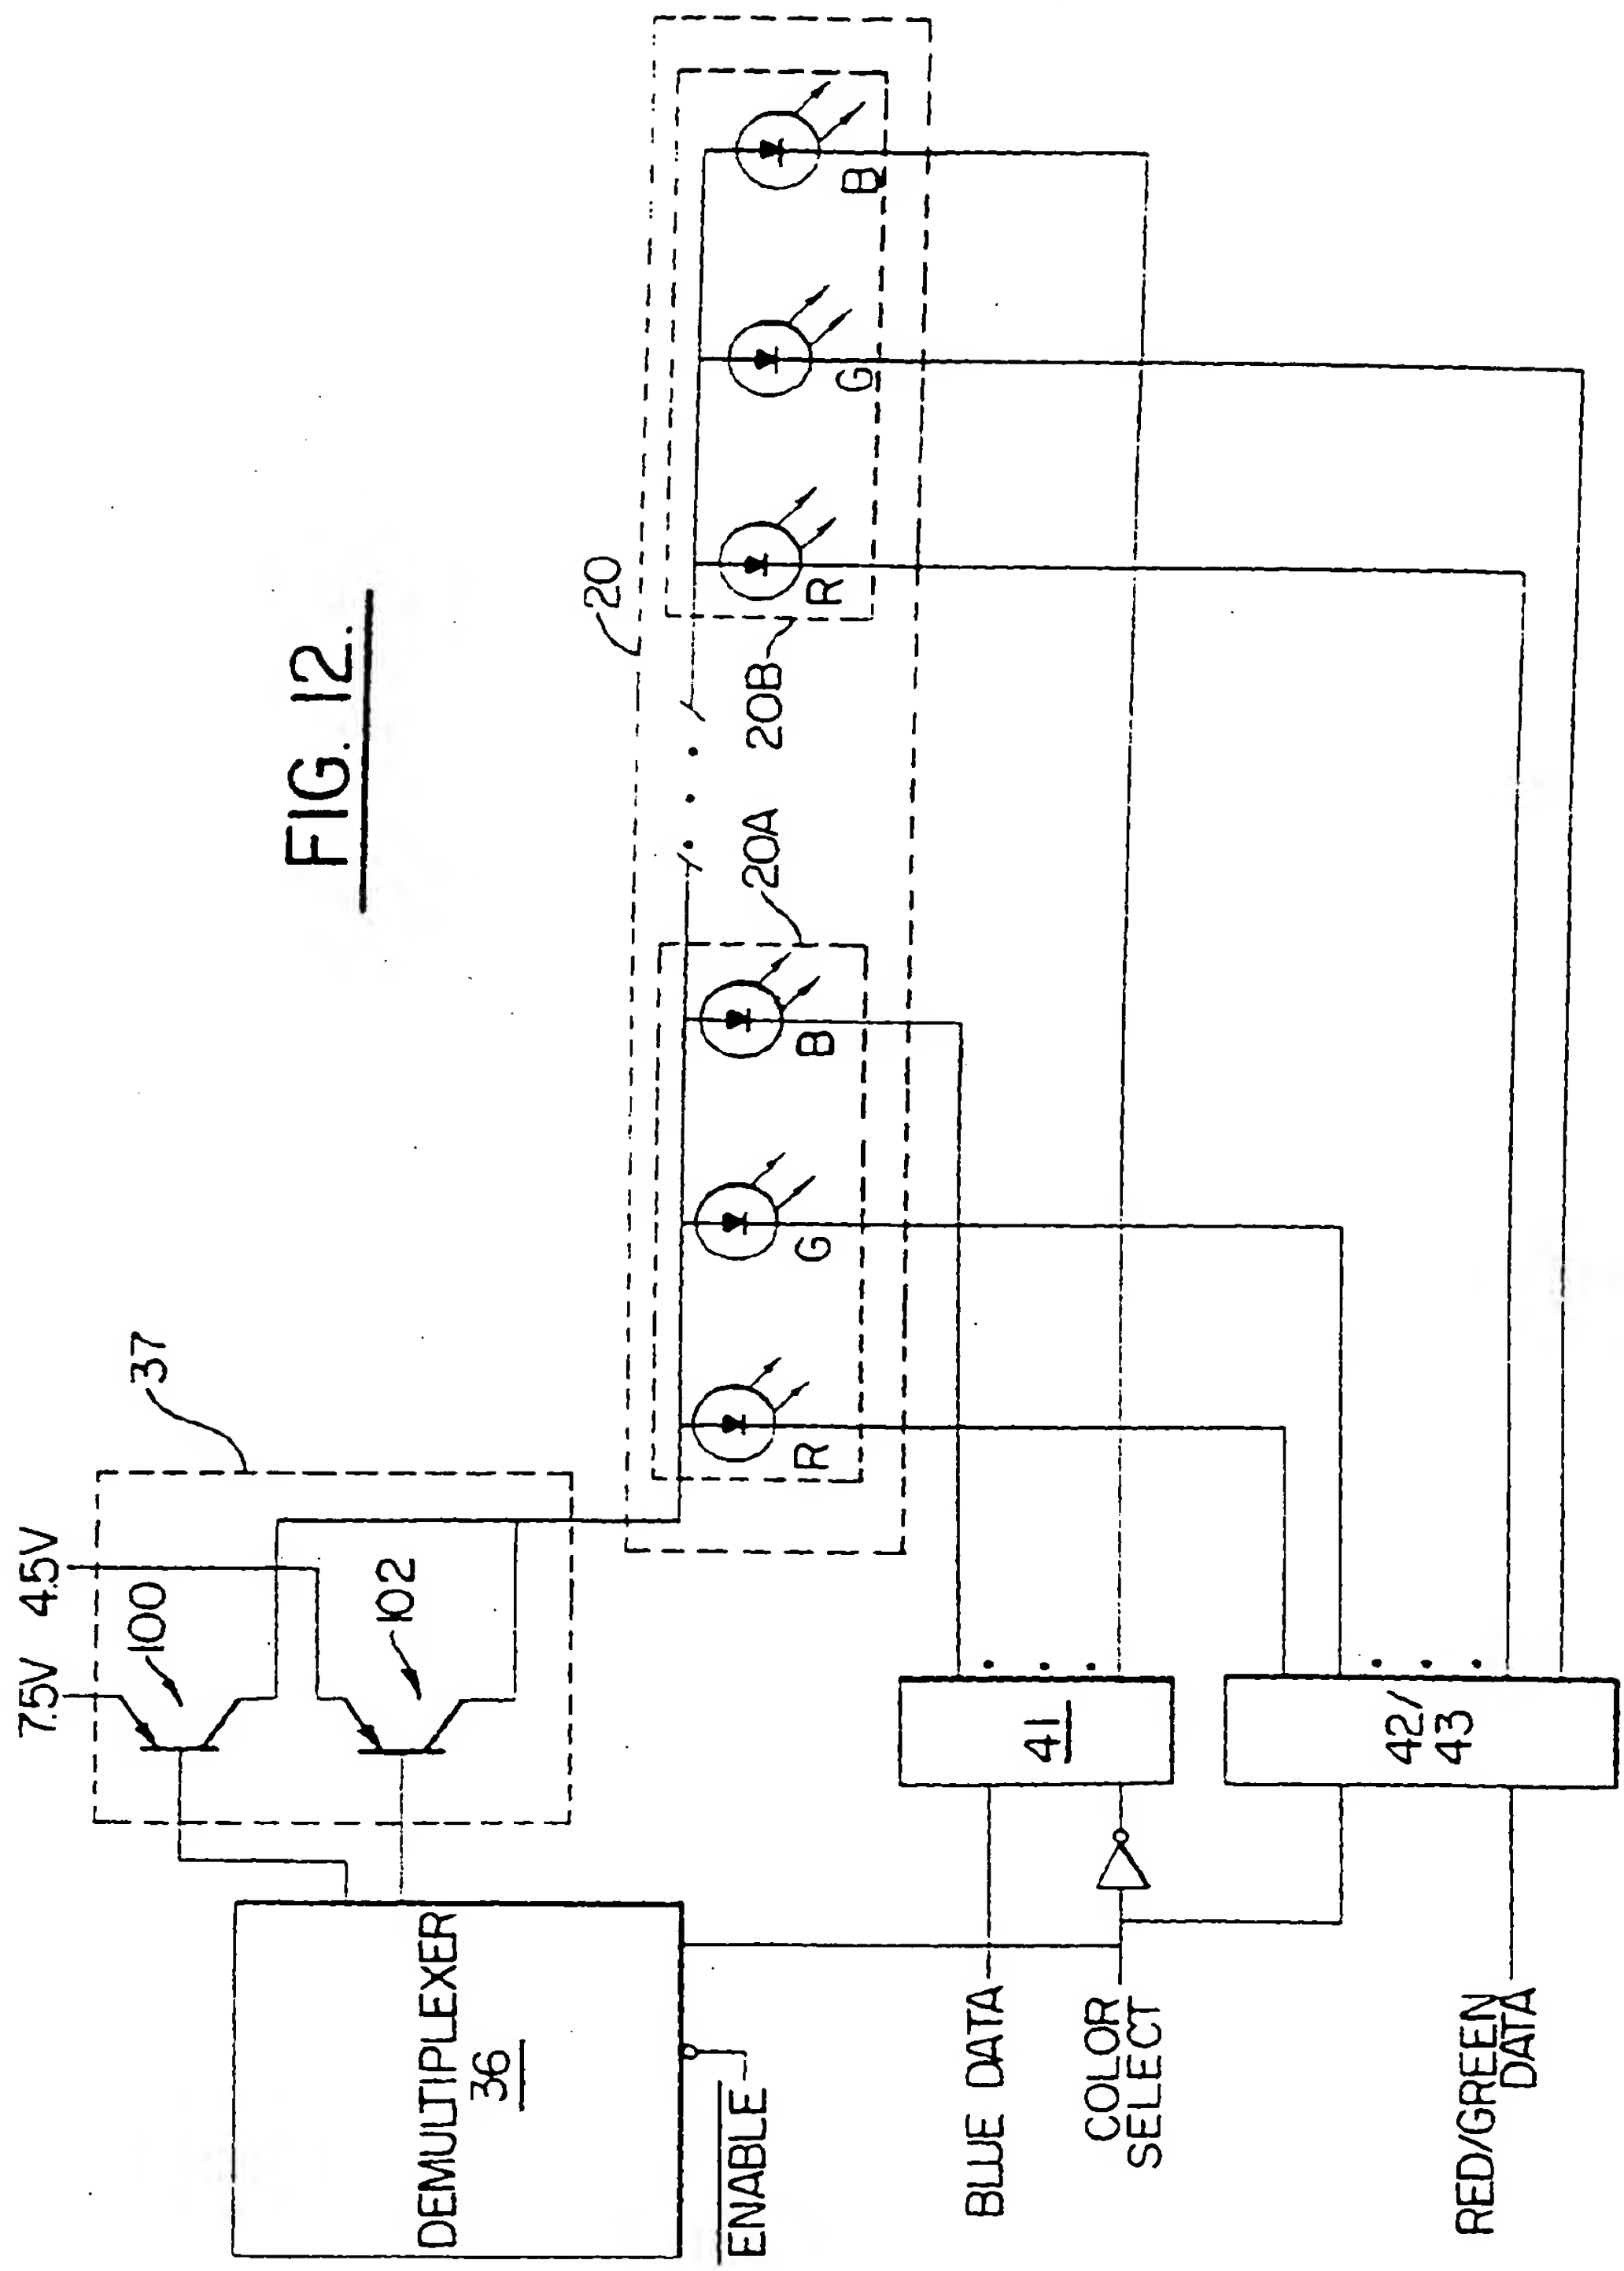 FIG. 12.
7.5V 4.5V
37
100
102
20
20A 20B
R
G
B
R
G
B
DEMULTIPLEXER
36
ENABLE
41
42/
43
BLUE DATA
COLOR
SELECT
RED/GREEN
DATA